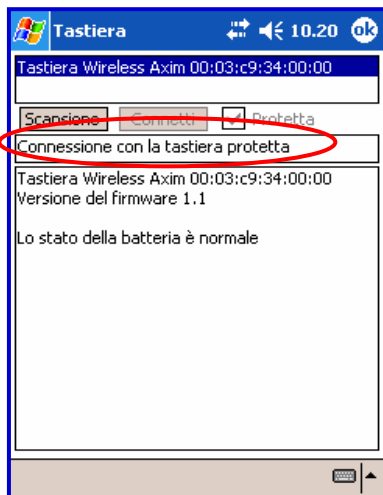 Tastiera 10.20 ok
Tastiera Wireless Axim 00:03:c9:34:00:00
Scansione Connetti Protetta
Connessione con la tastiera protetta
Tastiera Wireless Axim 00:03:c9:34:00:00
Versione del firmware 1.1
Lo stato della batteria è normale